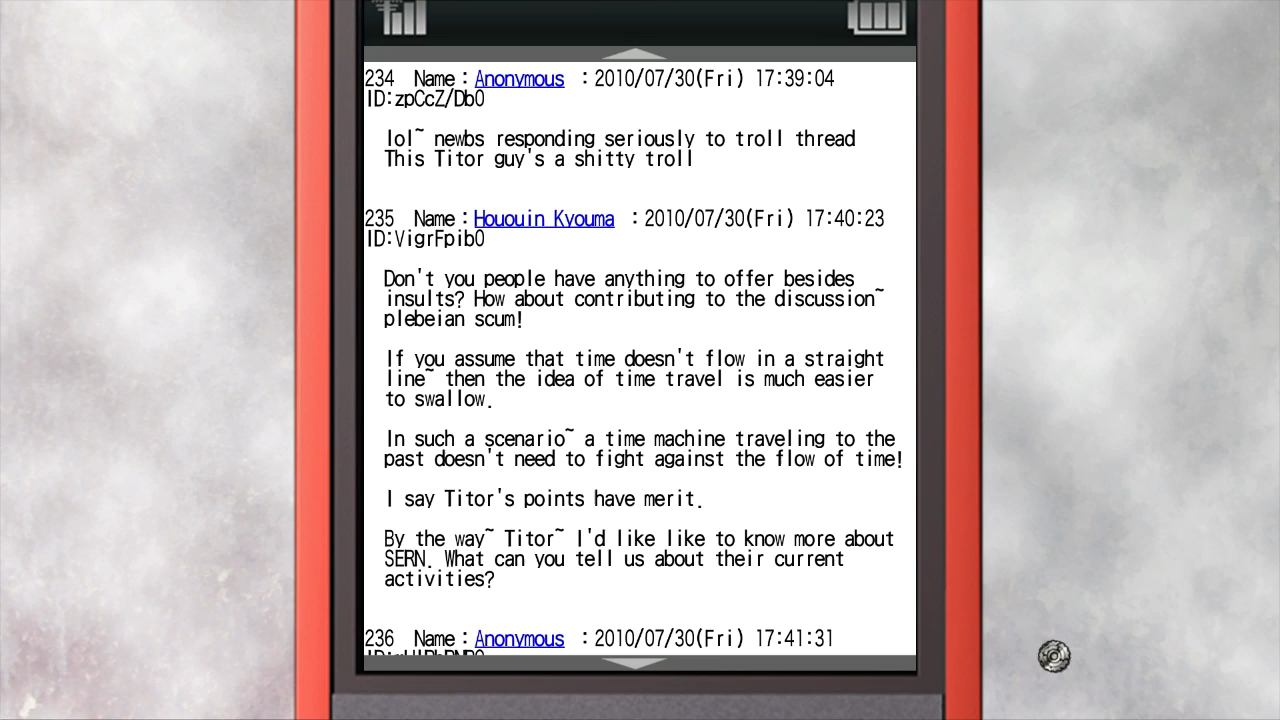 234 Name：Anonymous ：2010/07/30(Fri) 17:39:04
ID:zpCcZ/Db0
lol~ newbs responding seriously to troll thread
This Titor guy's a shitty troll
235 Name：Hououin Kyouma ：2010/07/30(Fri) 17:40:23
ID:VigrFpib0
Don't you people have anything to offer besides
insults? How about contributing to the discussion~
plebeian scum!
If you assume that time doesn't flow in a straight
line~ then the idea of time travel is much easier
to swallow.
In such a scenario~ a time machine traveling to the
past doesn't need to fight against the flow of time!
I say Titor's points have merit.
By the way~ Titor~ I'd like like to know more about
SERN. What can you tell us about their current
activities?
236 Name：Anonymous ：2010/07/30(Fri) 17:41:31